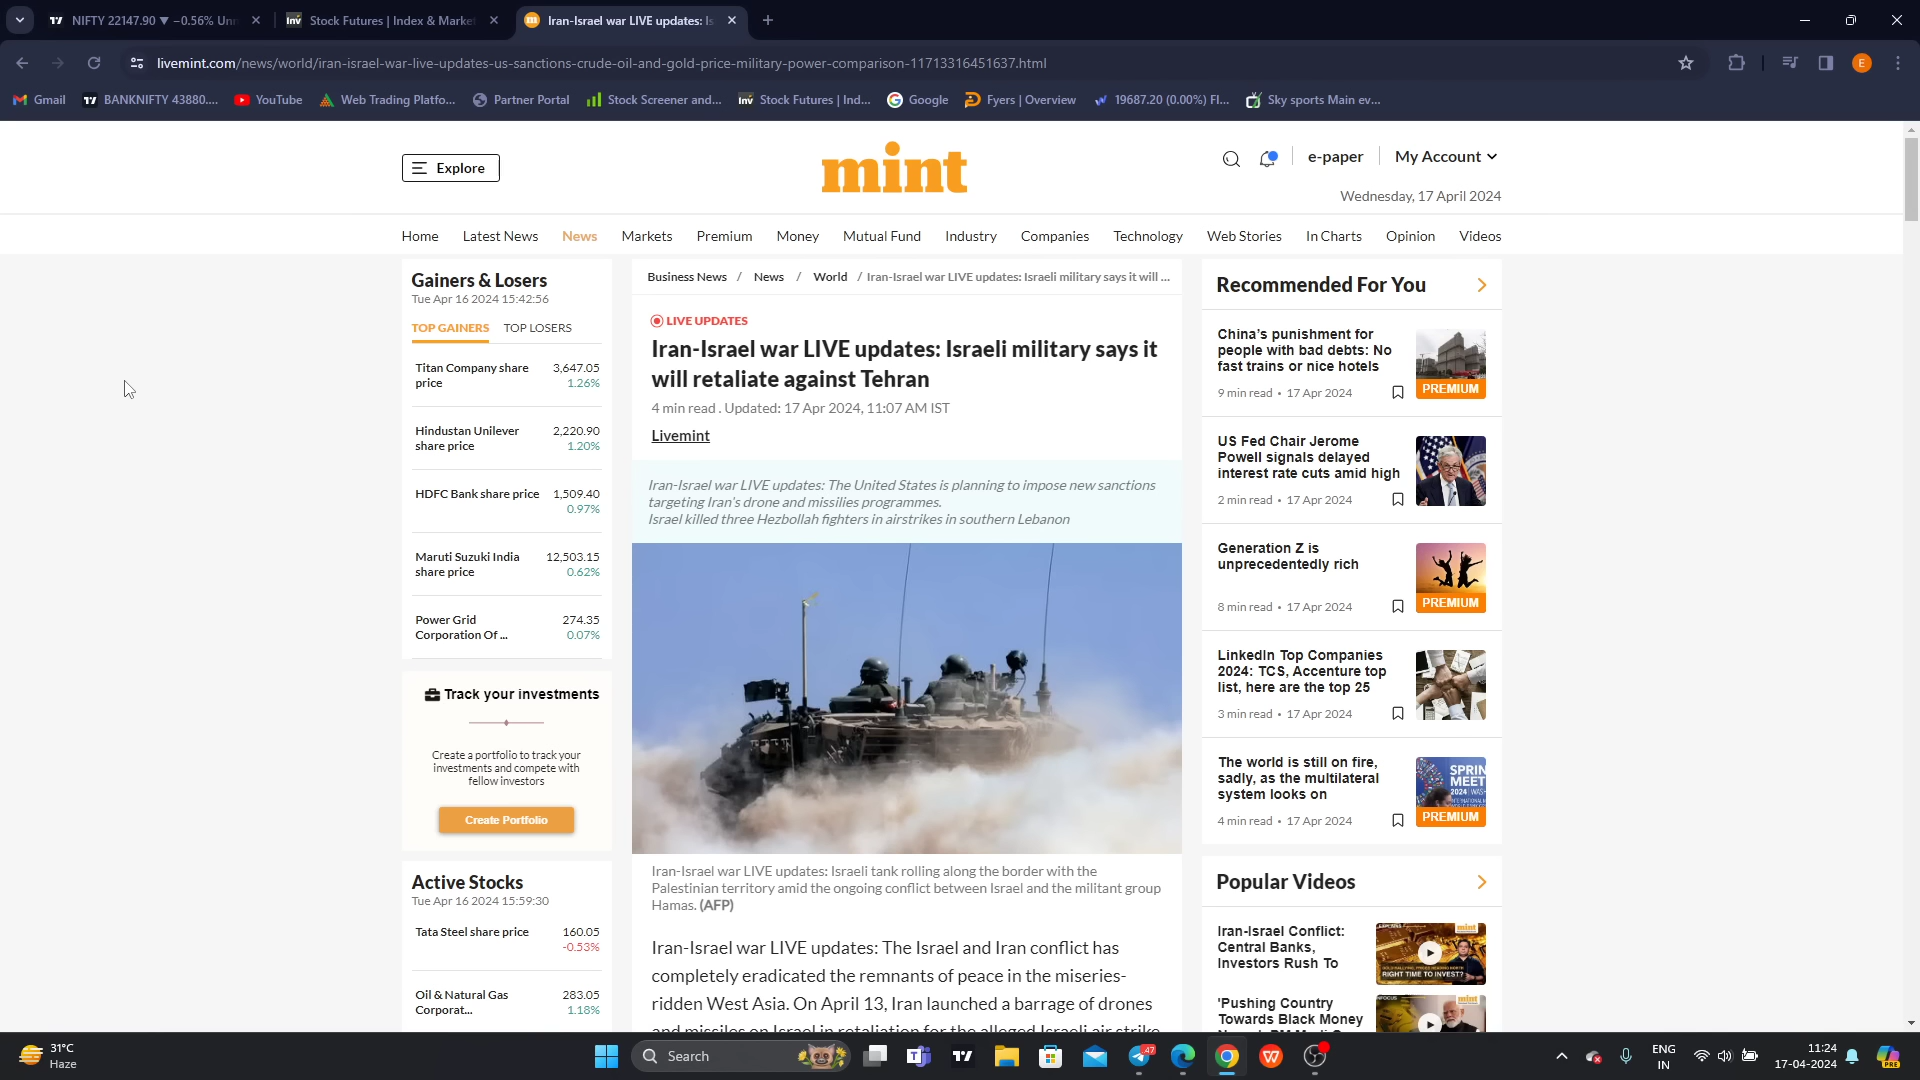 NIFTY 22147.90 ▼ −0.56% Unn
Stock Futures | Index & Marke
Iran-Israel war LIVE updates: Is
livemint.com/news/world/iran-israel-war-live-updates-us-sanctions-crude-oil-and-gold-price-military-power-comparison-11713316451637.html
E
Gmail
BANKNIFTY 43880....
YouTube
Web Trading Platfo...
Partner Portal
Stock Screener and...
Inv
Stock Futures | Ind...
Google
Fyers | Overview
19687.20 (0.00%) Fl...
Sky sports Main ev...
Explore
mint
e-paper
My Account
Wednesday, 17 April 2024
Home
Latest News
News
Markets
Premium
Money
Mutual Fund
Industry
Companies
Technology
Web Stories
In Charts
Opinion
Videos
Gainers & Losers
Tue Apr 16 2024 15:42:56
TOP GAINERS
TOP LOSERS
Titan Company share 3,647.05
price 1.26%
Hindustan Unilever 2,220.90
share price 1.20%
HDFC Bank share price 1,509.40
0.97%
Maruti Suzuki India 12,503.15
share price 0.62%
Power Grid 274.35
Corporation Of ... 0.07%
Track your investments
Create a portfolio to track your
investments and compete with
fellow investors
Create Portfolio
Active Stocks
Tue Apr 16 2024 15:59:30
Tata Steel share price 160.05
-0.53%
Oil & Natural Gas 283.05
Corporat... 1.18%
Business News / News / World / Iran-Israel war LIVE updates: Israeli military says it will ...
LIVE UPDATES
Iran-Israel war LIVE updates: Israeli military says it
will retaliate against Tehran
4 min read . Updated: 17 Apr 2024, 11:07 AM IST
Livemint
Iran-Israel war LIVE updates: The United States is planning to impose new sanctions
targeting Iran's drone and missiles programmes.
Israel killed three Hezbollah fighters in airstrikes in southern Lebanon
Iran-Israel war LIVE updates: Israeli tank rolling along the border with the
Palestinian territory amid the ongoing conflict between Israel and the militant group
Hamas. (AFP)
Iran-Israel war LIVE updates: The Israel and Iran conflict has
completely eradicated the remnants of peace in the miseries-
ridden West Asia. On April 13, Iran launched a barrage of drones
and missiles on Israel in retaliation for the alleged Israeli air strike
Recommended For You
China's punishment for
people with bad debts: No
fast trains or nice hotels
9 min read • 17 Apr 2024
PREMIUM
US Fed Chair Jerome
Powell signals delayed
interest rate cuts amid high
2 min read • 17 Apr 2024
Generation Z is
unprecedentedly rich
8 min read • 17 Apr 2024
PREMIUM
LinkedIn Top Companies
2024: TCS, Accenture top
list, here are the top 25
3 min read • 17 Apr 2024
The world is still on fire,
sadly, as the multilateral
system looks on
4 min read • 17 Apr 2024
SPRIN
MEET
PREMIUM
Popular Videos
Iran-Israel Conflict:
Central Banks,
Investors Rush To
mint
RIGHT TIME TO INVEST?
'Pushing Country
Towards Black Money
mint
31°C
Haze
Search
47
ENG
IN
11:24
17-04-2024
PRE